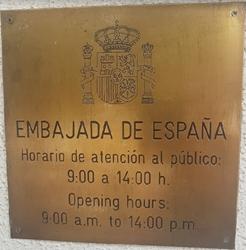 EMBAJADA DE ESPAÑA
Horario de atención al público:
9:00 a 14:00 h.
Opening hours:
9:00 a.m. to 14:00 p.m.